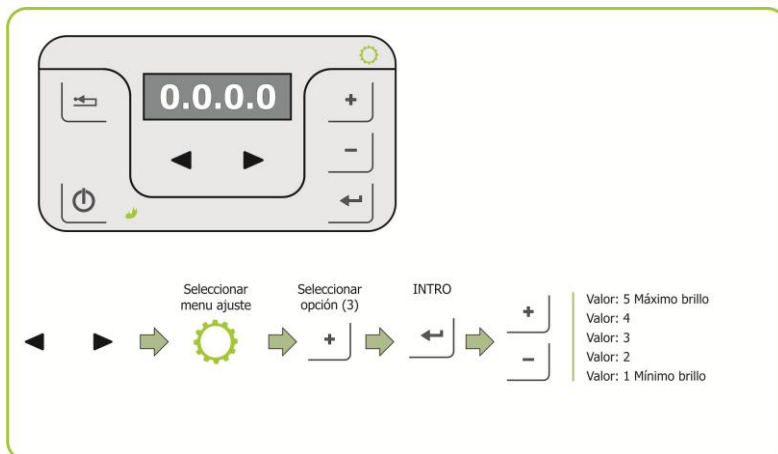 0.0.0.0
+
-
Seleccionar
menu ajuste
Seleccionar
opción (3)
INTRO
+
+
-
Valor: 5 Máximo brillo
Valor: 4
Valor: 3
Valor: 2
Valor: 1 Mínimo brillo